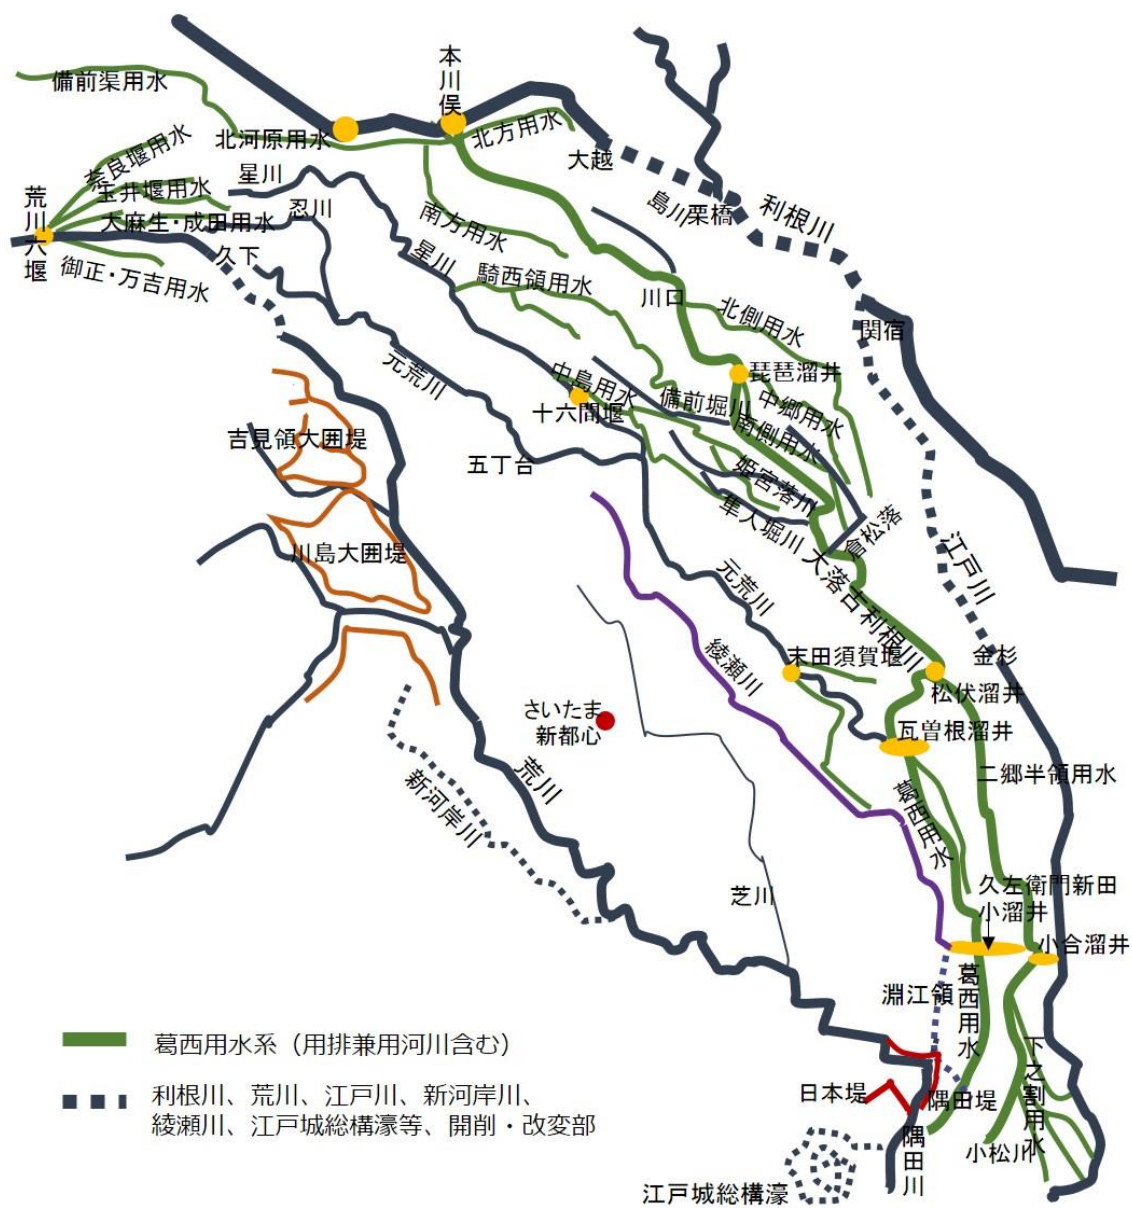 本川俣
備前渠用水
北河原用水
北方用水
奈良堰用水
大越
星川
玉井堰用水
荒川六堰
忍川
島川
栗橋
利根川
大麻生・成田用水
南方用水
久下
星川
御正・万吉用水
騎西領用水
川口
北側用水
関宿
元荒川
中島用水
琵琶溜井
備前堀川
中郷用水
十六間堰
南側用水
吉見領大囲堤
五丁台
姫宮落川
隼人堀川
倉松落
川島大囲堤
大落古利根川
江戸川
元荒川
綾瀬川
末田須賀堰
金杉
松伏溜井
さいたま
新都心
瓦曽根溜井
荒川
新河岸川
二郷半領用水
葛西用水
芝川
久左衛門新田
小溜井
小合溜井
淵江領
葛西用水
葛西用水系（用排兼用河川含む）
下之割用水
利根川、荒川、江戸川、新河岸川、
綾瀬川、江戸城総構濠等、開削・改変部
日本堤
隅田堤
隅田川
小松川
江戸城総構濠